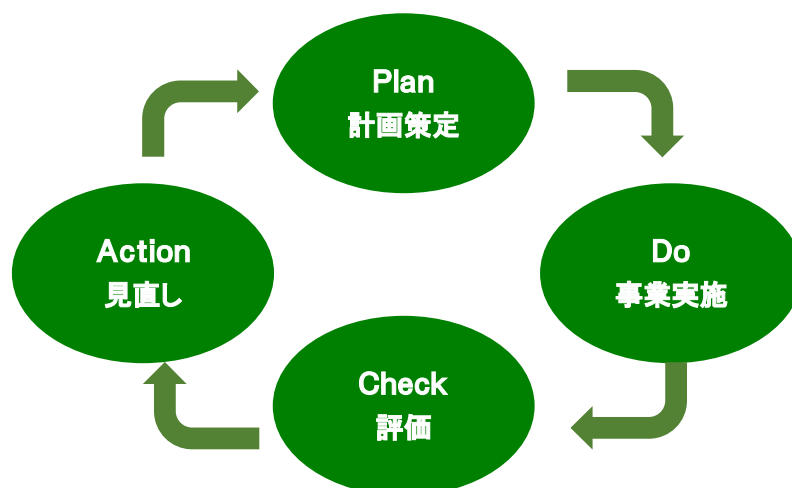 Plan
計画策定
Do
事業実施
Check
評価
Action
見直し